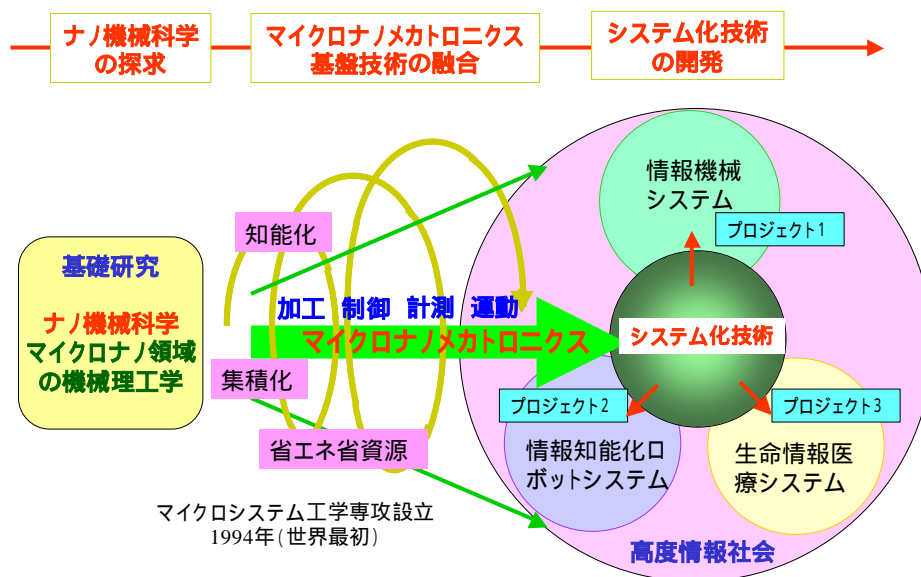 ナノ機械科学
の探求
マイクロナノメカトロニクス
基盤技術の融合
システム化技術
の開発
情報機械
システム
プロジェクト1
知能化
基礎研究
ナノ機械科学
マイクロナノ領域
の機械理工学
加工 制御 計測 運動
マイクロナノメカトロニクス
システム化技術
集積化
プロジェクト2
プロジェクト3
省エネ省資源
情報知能化ロ
ボットシステム
生命情報医
療システム
マイクロシステム工学専攻設立
1994年(世界最初)
高度情報社会